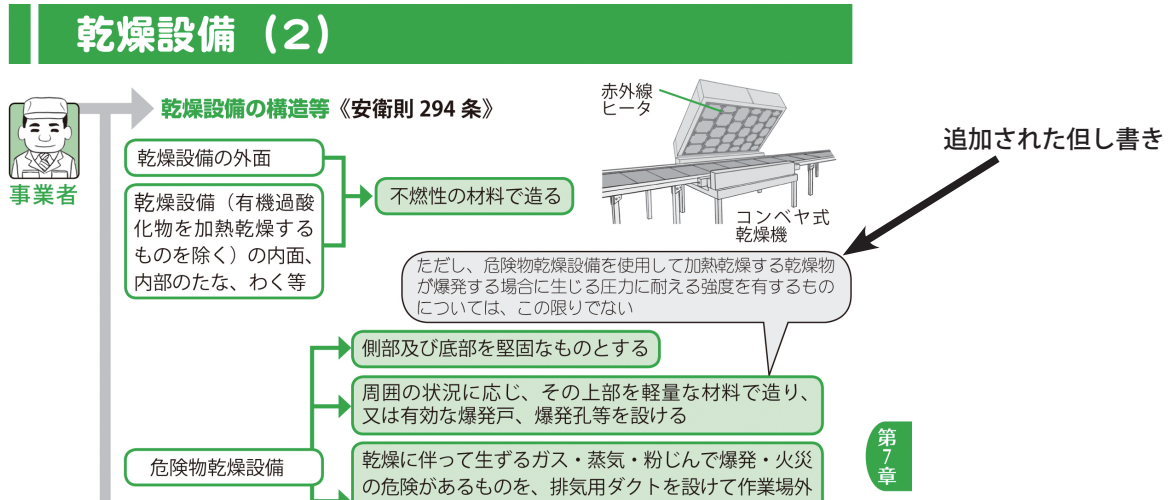 乾燥設備（2）
乾燥設備の構造等《安衛則 294 条》
事業者
乾燥設備の外面
乾燥設備（有機過酸
化物を加熱乾燥する
ものを除く）の内面、
内部のたな、わく等
不燃性の材料で造る
赤外線
ヒータ
コンベヤ式
乾燥機
追加された但し書き
ただし、危険物乾燥設備を使用して加熱乾燥する乾燥物
が爆発する場合に生じる圧力に耐える強度を有するもの
については、この限りでない
側部及び底部を堅固なものとする
周囲の状況に応じ、その上部を軽量な材料で造り、
又は有効な爆発戸、爆発孔等を設ける
危険物乾燥設備
乾燥に伴って生ずるガス・蒸気・粉じんで爆発・火災
の危険があるものを、排気用ダクトを設けて作業場外
第
7
章